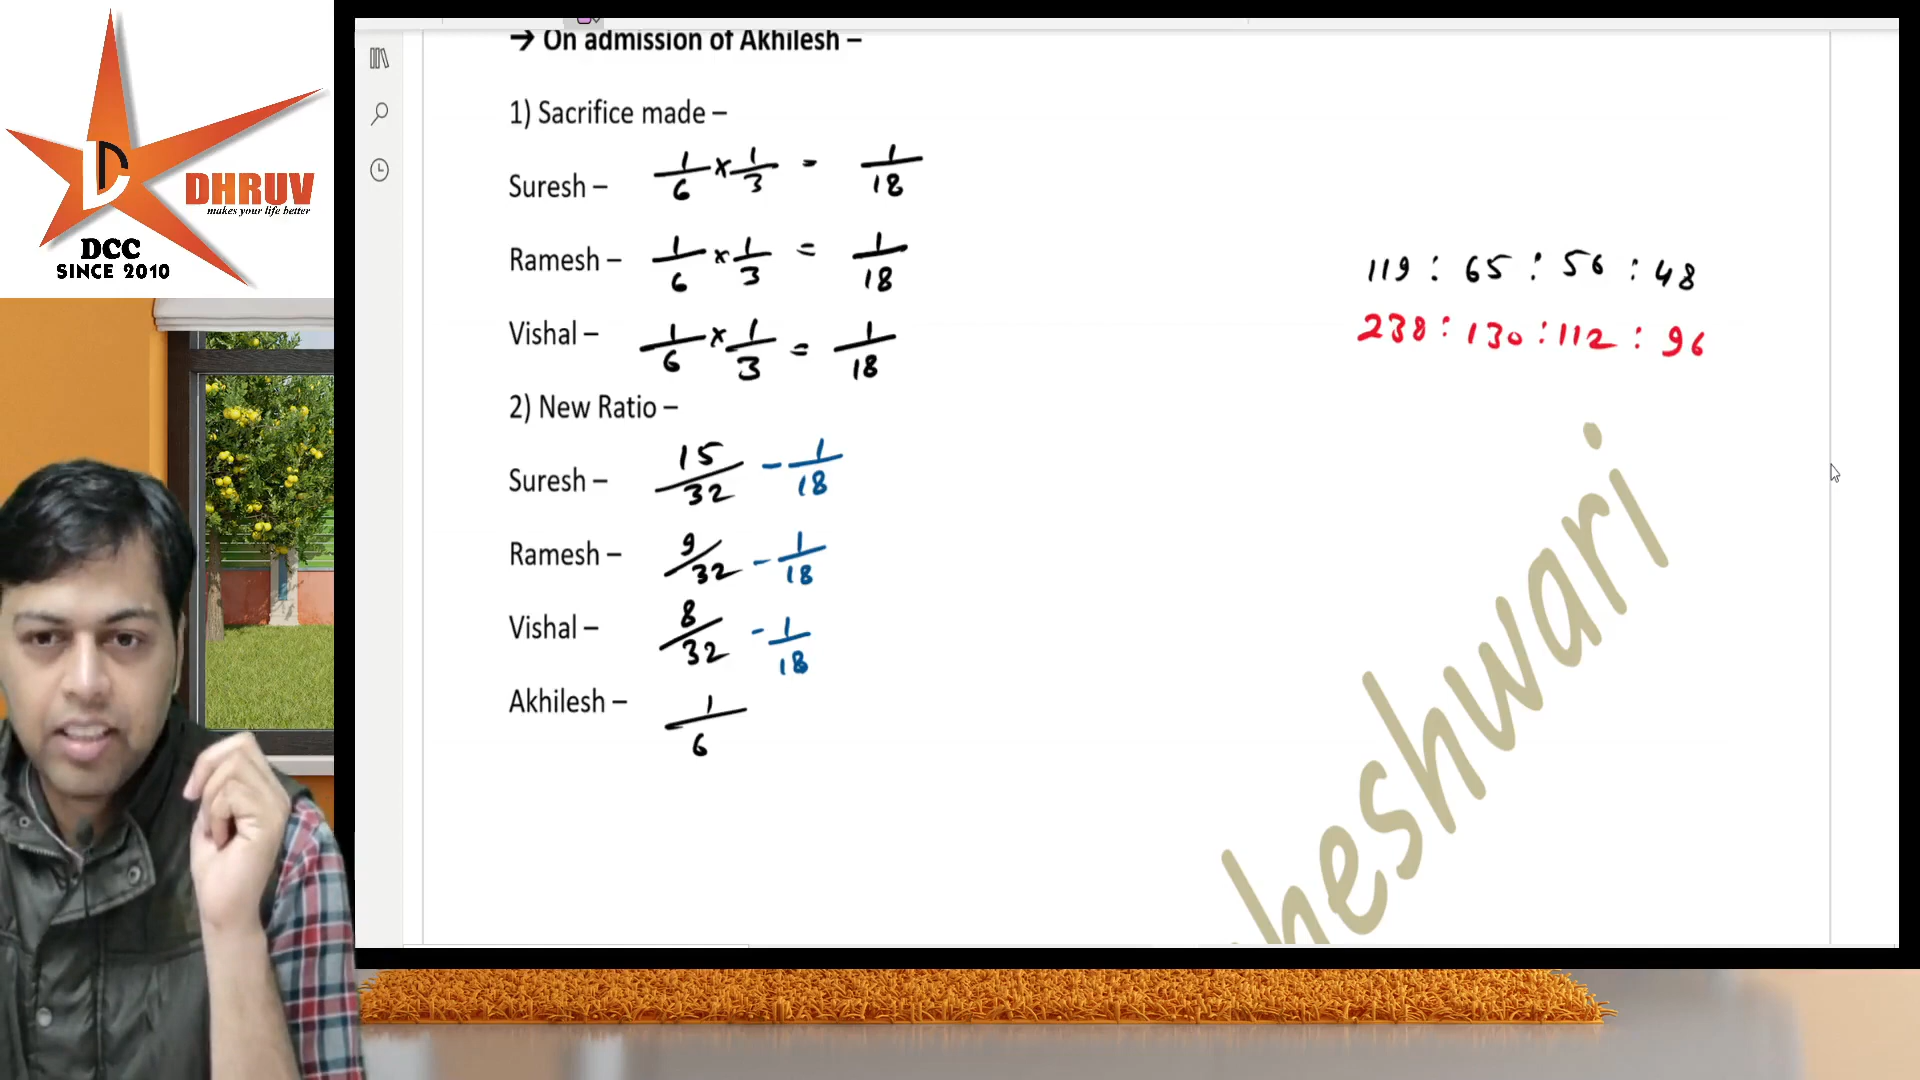 DHRUV
makes your life better
DCC
SINCE 2010
→ On admission of Akhilesh –
1) Sacrifice made –
Suresh – 1/6 × 1/3 = 1/18
Ramesh – 1/6 × 1/3 = 1/18
Vishal – 1/6 × 1/3 = 1/18
2) New Ratio –
Suresh – 15/32 - 1/18
Ramesh – 9/32 - 1/18
Vishal – 8/32 - 1/18
Akhilesh – 1/6
119 : 65 : 56 : 48
238 : 130 : 112 : 96
heshwari